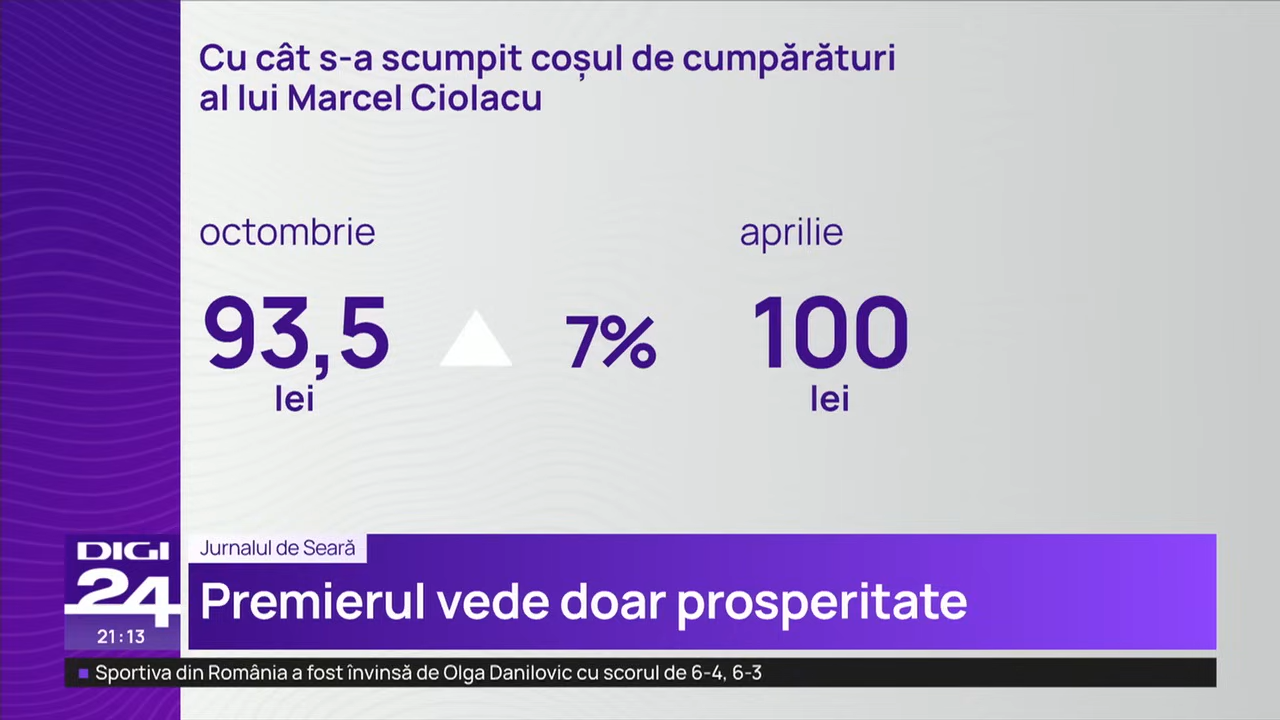 Cu cât s-a scumpit coșul de cumpărături
al lui Marcel Ciolacu
octombrie
aprilie
93,5
7%
100
lei
lei
DIGI
24
21:13
Jurnalul de Seară
Premierul vede doar prosperitate
Sportiva din România a fost învinsă de Olga Danilovic cu scorul de 6-4, 6-3